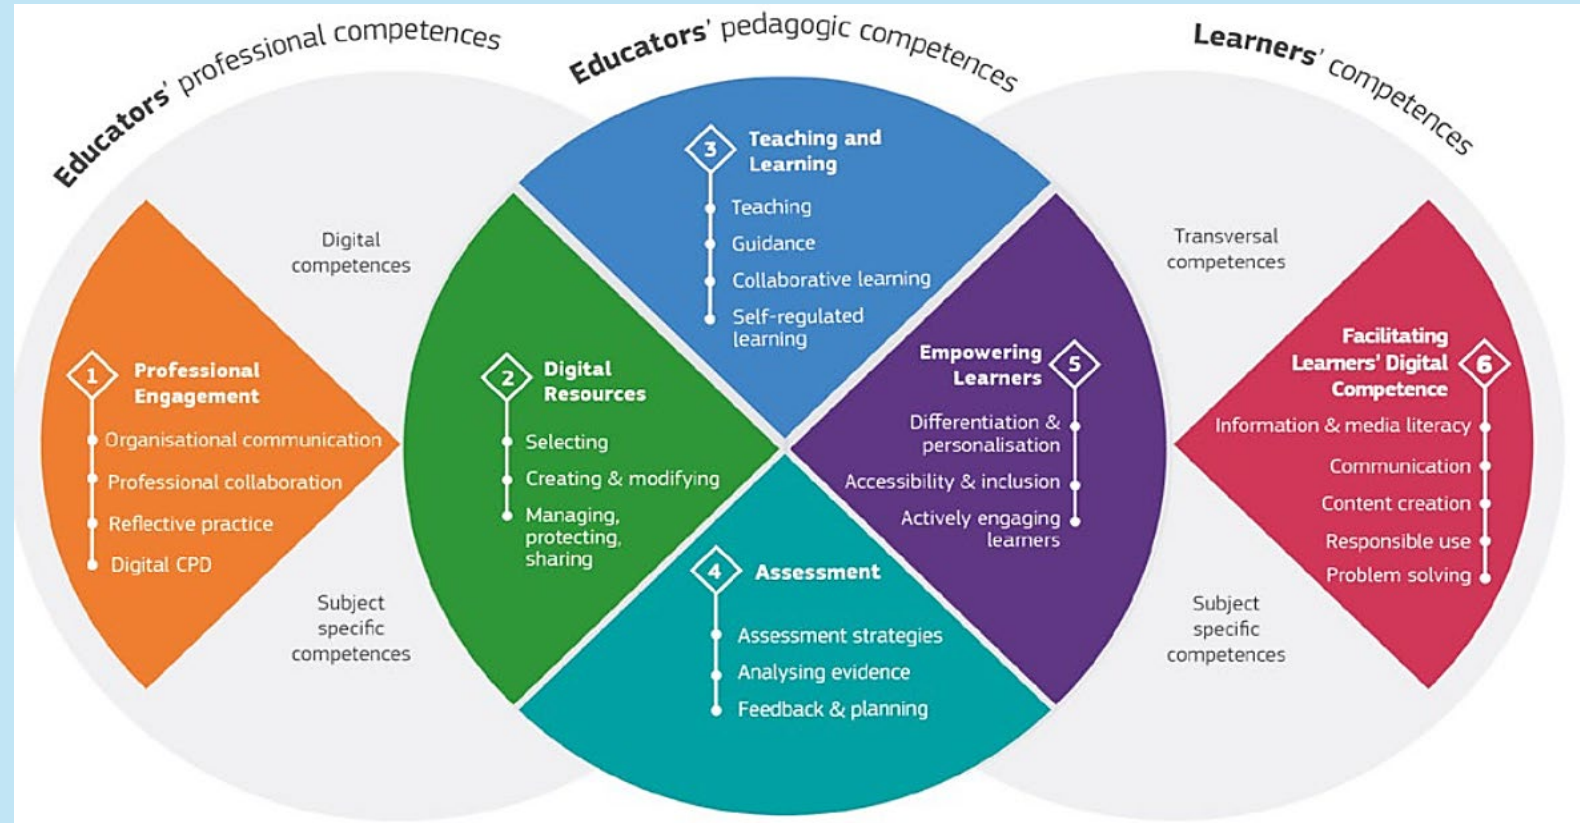 Educators' professional competences
Educators' pedagogic competences
Learners' competences
Digital
competences
Subject
specific
competences
1
Professional
Engagement
Organisational communication
Professional collaboration
Reflective practice
Digital CPD
2
Digital
Resources
Selecting
Creating & modifying
Managing,
protecting,
sharing
3
Teaching and
Learning
Teaching
Guidance
Collaborative learning
Self-regulated
learning
4
Assessment
Assessment strategies
Analysing evidence
Feedback & planning
5
Empowering
Learners
Differentiation &
personalisation
Accessibility & inclusion
Actively engaging
learners
Transversal
competences
Subject
specific
competences
6
Facilitating
Learners' Digital
Competence
Information & media literacy
Communication
Content creation
Responsible use
Problem solving